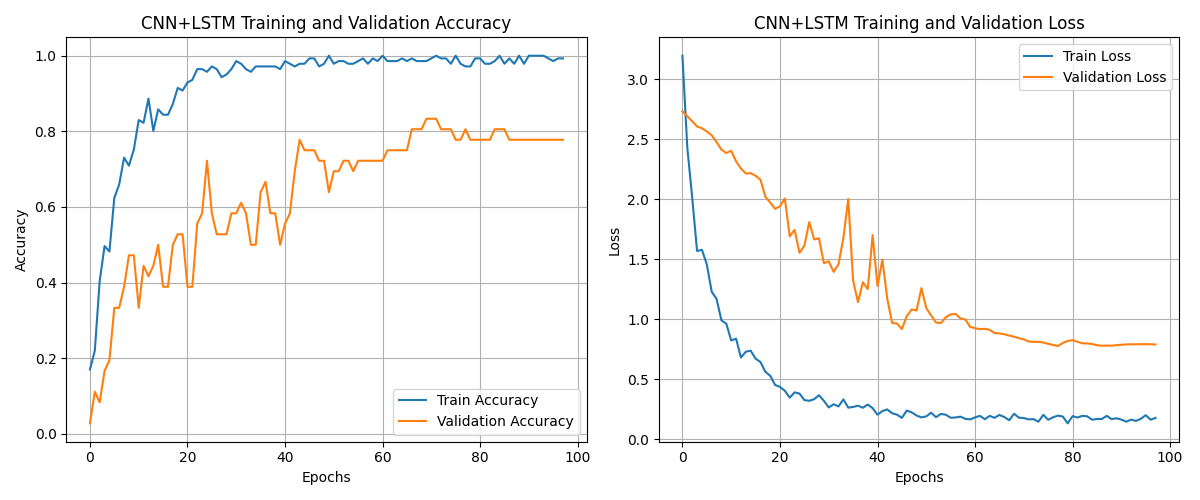 CNN+LSTM Training and Validation Accuracy
1.0
0.8
0.6
0.4
0.2
0.0
Accuracy
0 20 40 60 80 100
Epochs
Train Accuracy
Validation Accuracy
CNN+LSTM Training and Validation Loss
3.0
2.5
2.0
1.5
1.0
0.5
0.0
Loss
0 20 40 60 80 100
Epochs
Train Loss
Validation Loss